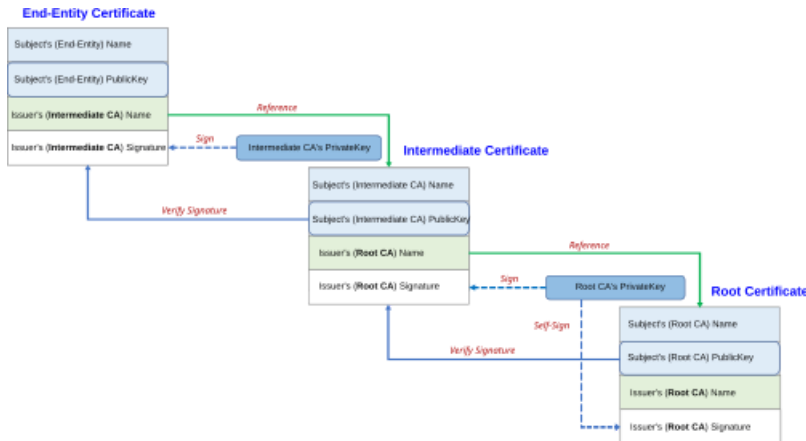 End-Entity Certificate
Subject's (End-Entity) Name
Subject's (End-Entity) PublicKey
Issuer's (Intermediate CA) Name
Reference
Issuer's (Intermediate CA) Signature
Sign
Intermediate CA's PrivateKey
Intermediate Certificate
Subject's (Intermediate CA) Name
Verify Signature
Subject's (Intermediate CA) PublicKey
Issuer's (Root CA) Name
Reference
Issuer's (Root CA) Signature
Sign
Root CA's PrivateKey
Root Certificate
Self-Sign
Subject's (Root CA) Name
Verify Signature
Subject's (Root CA) PublicKey
Issuer's (Root CA) Name
Issuer's (Root CA) Signature